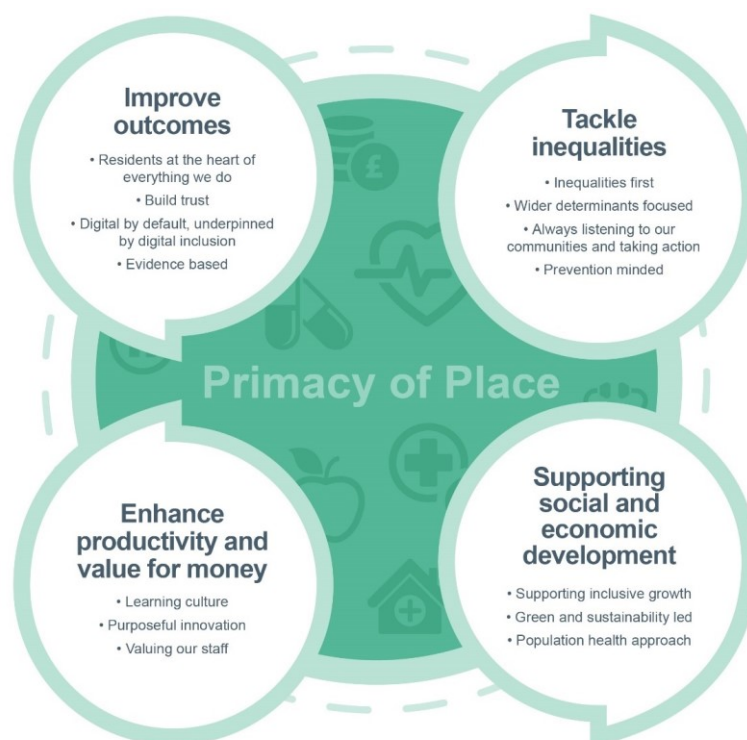 Improve
outcomes
• Residents at the heart of
everything we do
• Build trust
• Digital by default, underpinned
by digital inclusion
• Evidence based
Tackle
inequalities
• Inequalities first
• Wider determinants focused
• Always listening to our
communities and taking action
• Prevention minded
£
Primacy of Place
Enhance
productivity and
value for money
• Learning culture
• Purposeful innovation
• Valuing our staff
Supporting
social and
economic
development
• Supporting inclusive growth
• Green and sustainability led
• Population health approach